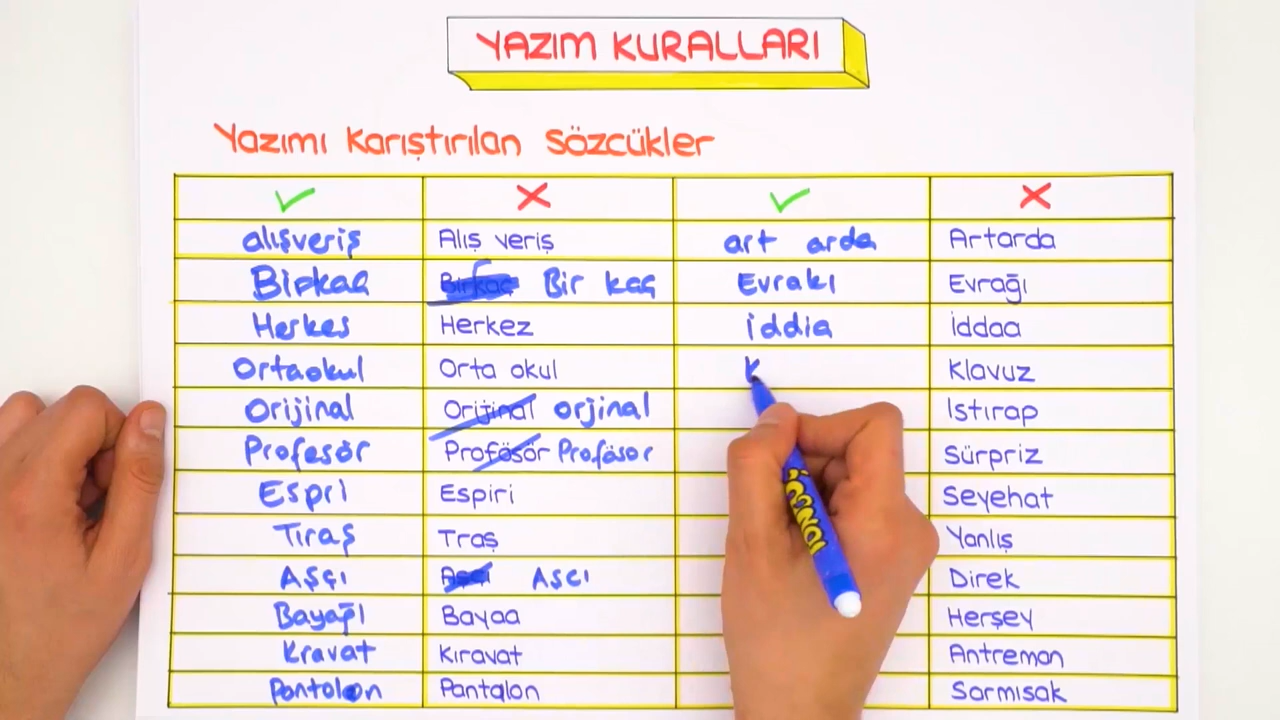 YAZIM KURALLARI
Yazımı Karıştırılan Sözcükler
alışveriş Alış veriş art arda Artarda
Birkaç Birkaç Bir kaç Evrakı Evrağı
Herkes Herkez iddia İddaa
Ortaokul Orta okul K Klavuz
Orijinal Orijinal orjinal Istırap
Profesör Profösör Profösor Sürpriz
Espri Espiri Seyehat
Tıraş Traş Yanlış
Aşçı Aşçı Ascı Direk
Bayağı Bayaa Herşey
Kravat Kıravat Antreman
Pantolon Pantalon Sarmısak